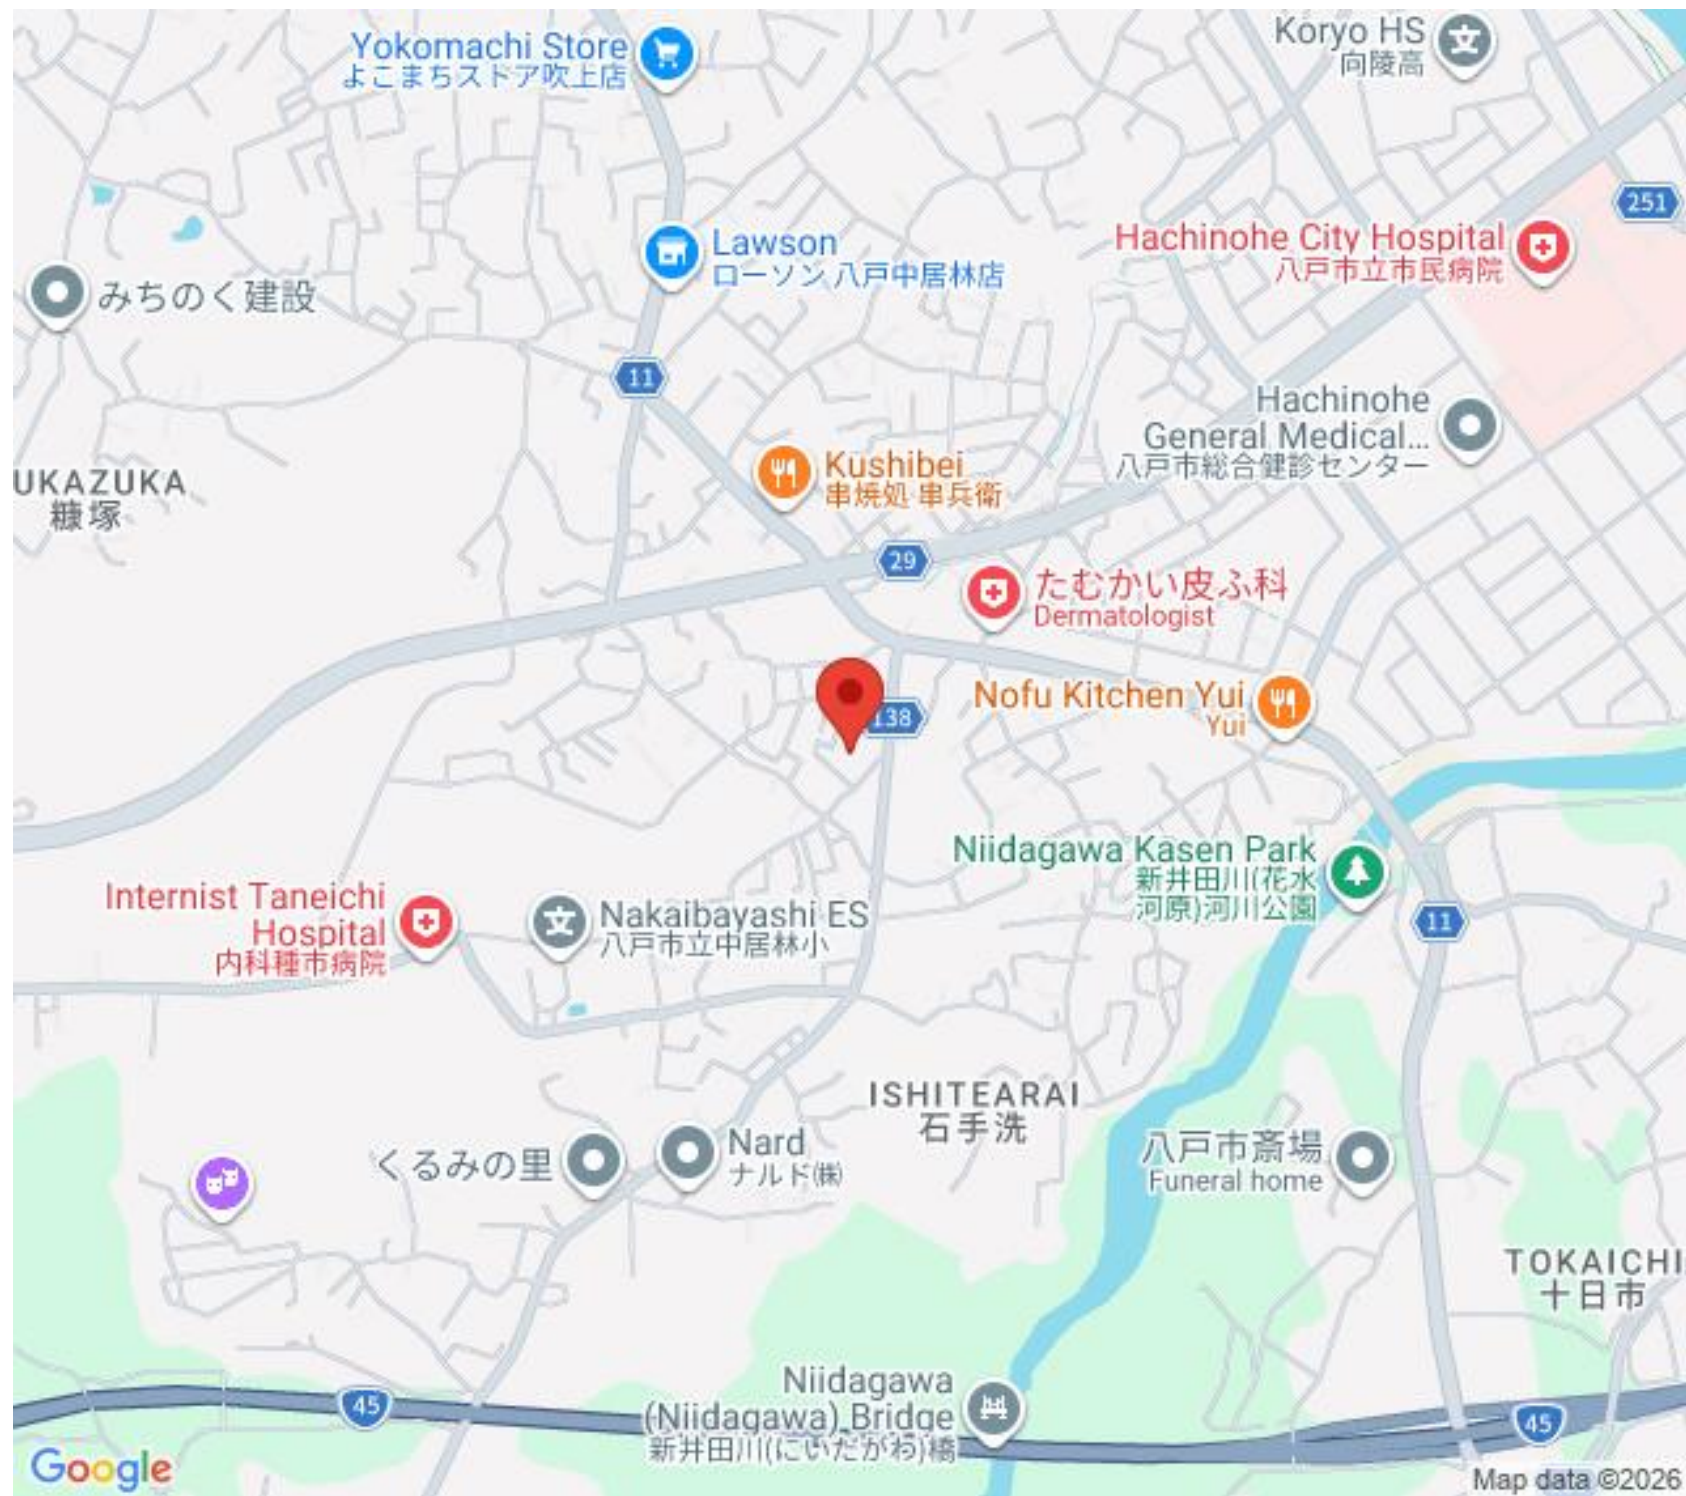 Yokomachi Store
よこまちストア吹上店
Koryo HS
向陵高
251
Lawson
ローソン 八戸中居林店
Hachinohe City Hospital
八戸市立市民病院
みちのく建設
11
Hachinohe
General Medical...
八戸市総合健診センター
UKAZUKA
糠塚
Kushibei
串焼処 串兵衛
29
たむかい皮ふ科
Dermatologist
138
Nofu Kitchen Yui
Yui
Niidagawa Kasen Park
新井田川(花水
河原)河川公園
Internist Taneichi
Hospital
内科種市病院
Nakaibayashi ES
八戸市立中居林小
11
ISHITEARAI
石手洗
くるみの里
Nard
ナルド㈱
八戸市斎場
Funeral home
TOKAICHI
十日市
45
Niidagawa
(Niidagawa) Bridge
新井田川(にいだがわ)橋
45
Google
Map data ©2026